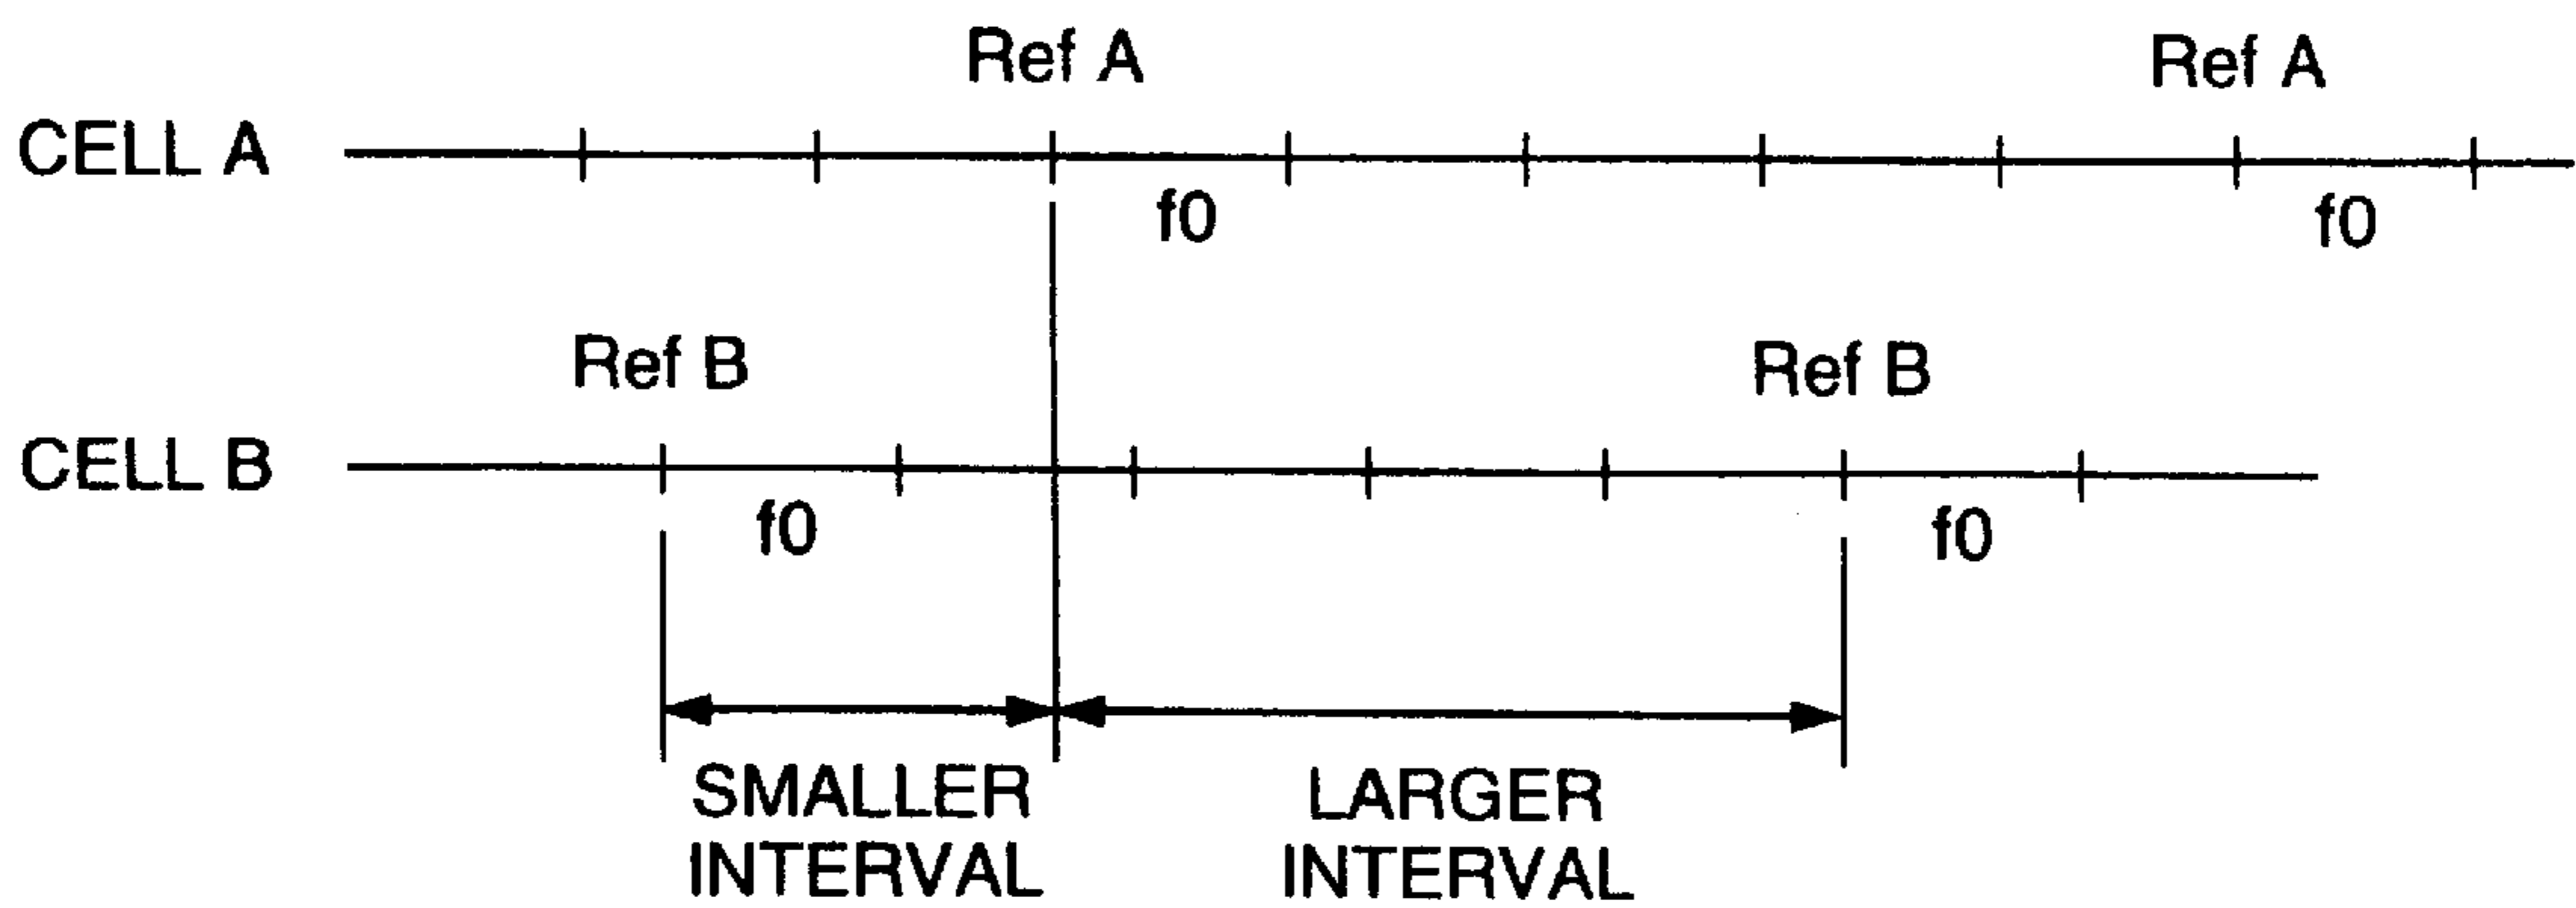 Ref A
Ref A
CELL A
f0
f0
Ref B
Ref B
CELL B
f0
f0
SMALLER
INTERVAL
LARGER
INTERVAL